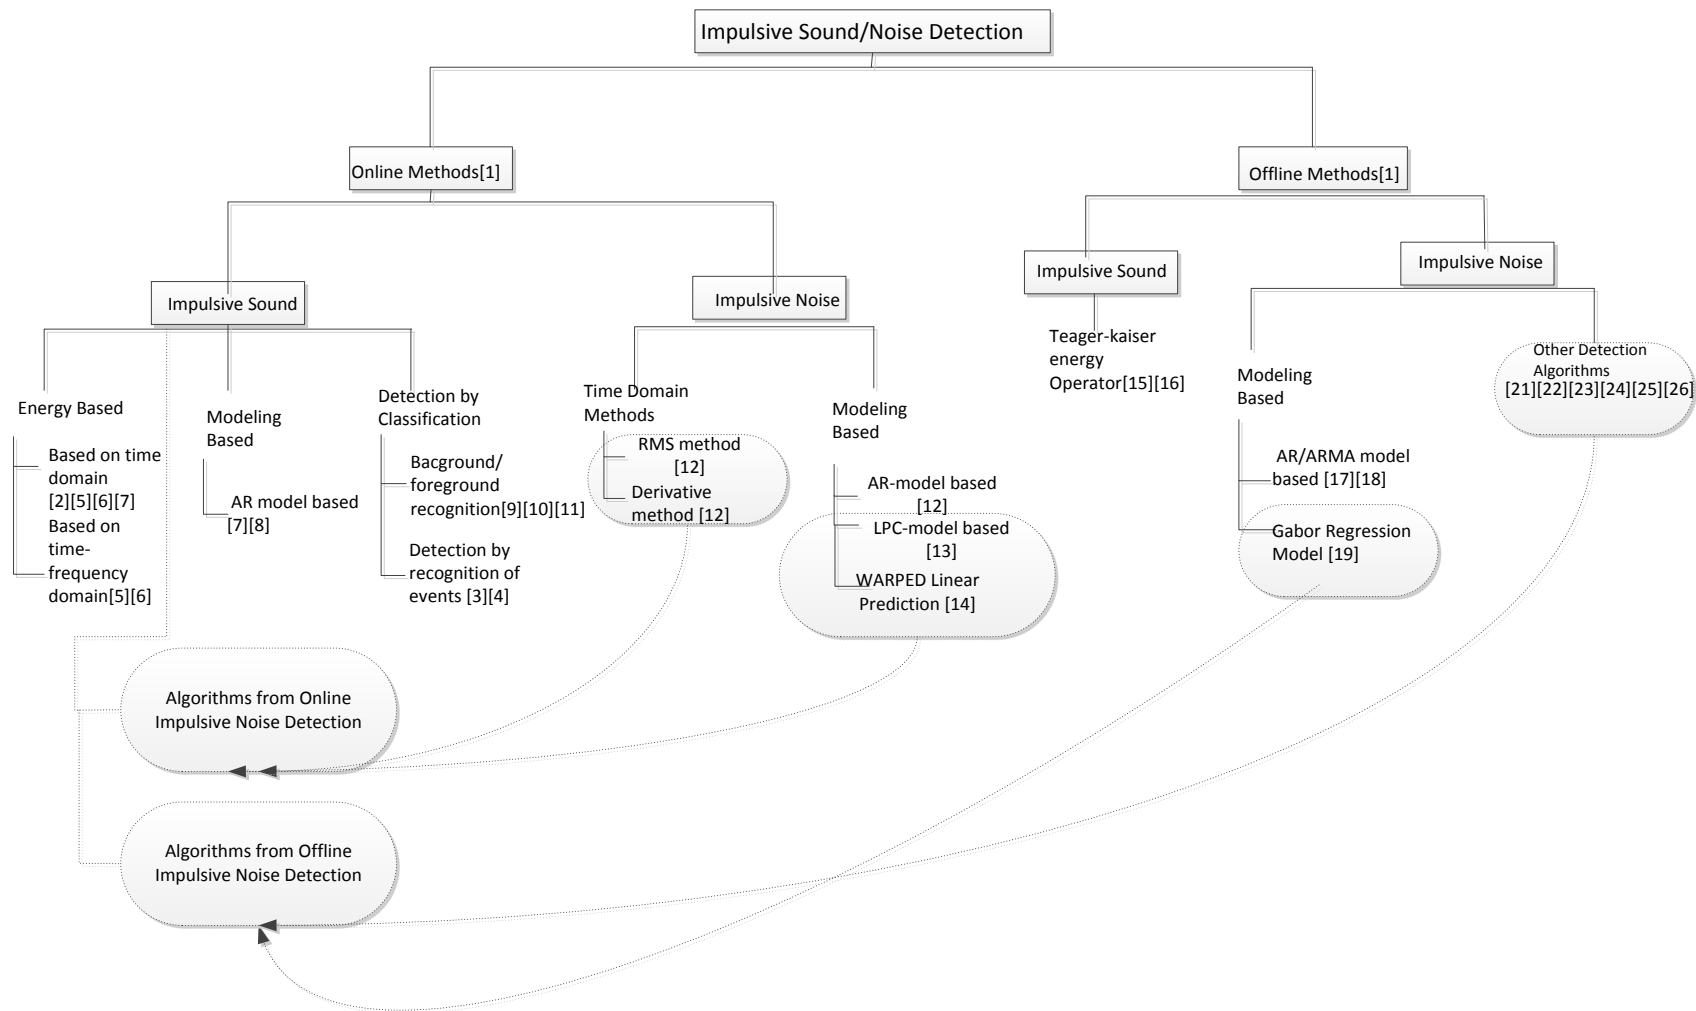 Impulsive Sound/Noise Detection
Online Methods[1]
Offline Methods[1]
Impulsive Sound
Impulsive Noise
Impulsive Sound
Impulsive Noise
Energy Based
Based on time
domain
[2][5][6][7]
Based on
time-
frequency
domain[5][6]
Modeling
Based
AR model based
[7][8]
Detection by
Classification
Bacground/
foreground
recognition[9][10][11]
Detection by
recognition of
events [3][4]
Time Domain
Methods
RMS method
[12]
Derivative
method [12]
Modeling
Based
AR-model based
[12]
LPC-model based
[13]
WARPED Linear
Prediction [14]
Teager-kaiser
energy
Operator[15][16]
Modeling
Based
AR/ARMA model
based [17][18]
Gabor Regression
Model [19]
Other Detection
Algorithms
[21][22][23][24][25][26]
Algorithms from Online
Impulsive Noise Detection
Algorithms from Offline
Impulsive Noise Detection